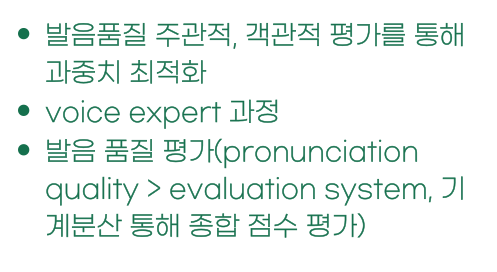 • 발음품질 주관적, 객관적 평가를 통해
과중치 최적화
• voice expert 과정
• 발음 품질 평가(pronunciation
quality > evaluation system, 기
계분산 통해 종합 점수 평가)